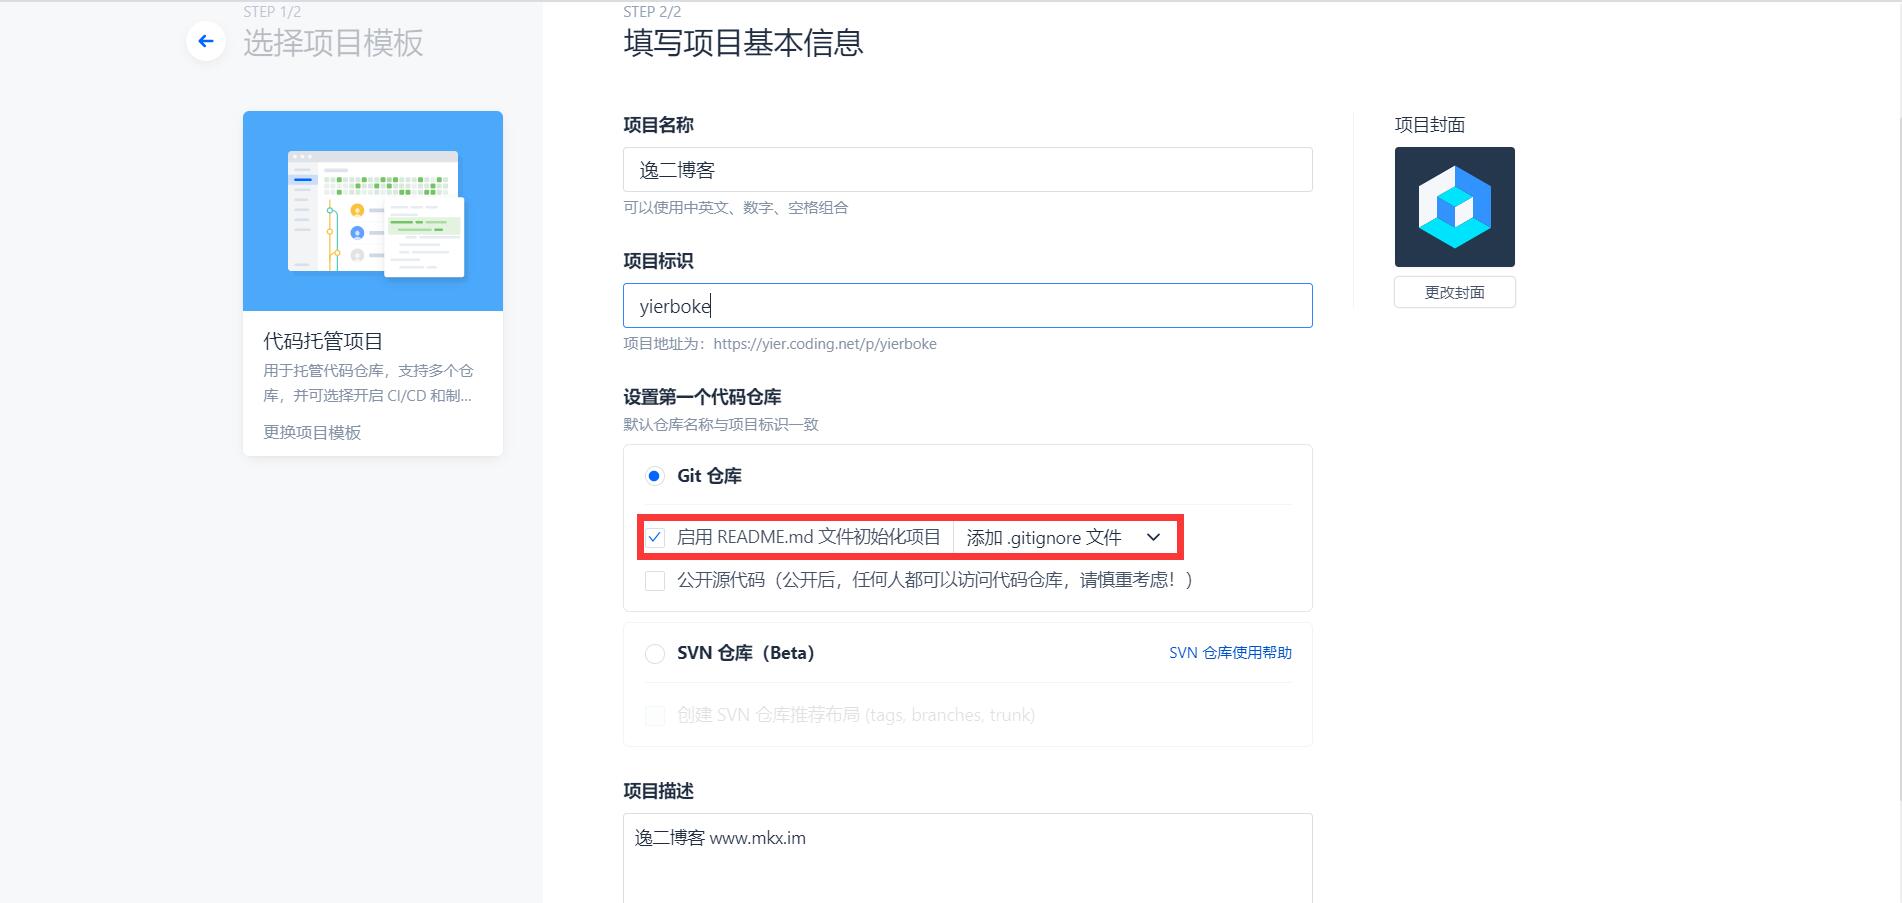 STEP 1/2
选择项目模板
代码托管项目
用于托管代码仓库，支持多个仓
库，并可选择开启 CI/CD 和制...
更换项目模板
STEP 2/2
填写项目基本信息
项目名称
逸二博客
可以使用中英文、数字、空格组合
项目标识
yierboke
项目地址为：https://yier.coding.net/p/yierboke
设置第一个代码仓库
默认仓库名称与项目标识一致
Git 仓库
启用 README.md 文件初始化项目 添加 .gitignore 文件
公开源代码（公开后，任何人都可以访问代码仓库，请慎重考虑！）
SVN 仓库（Beta） SVN 仓库使用帮助
创建 SVN 仓库推荐布局 (tags, branches, trunk)
项目描述
逸二博客 www.mkx.im
项目封面
更改封面